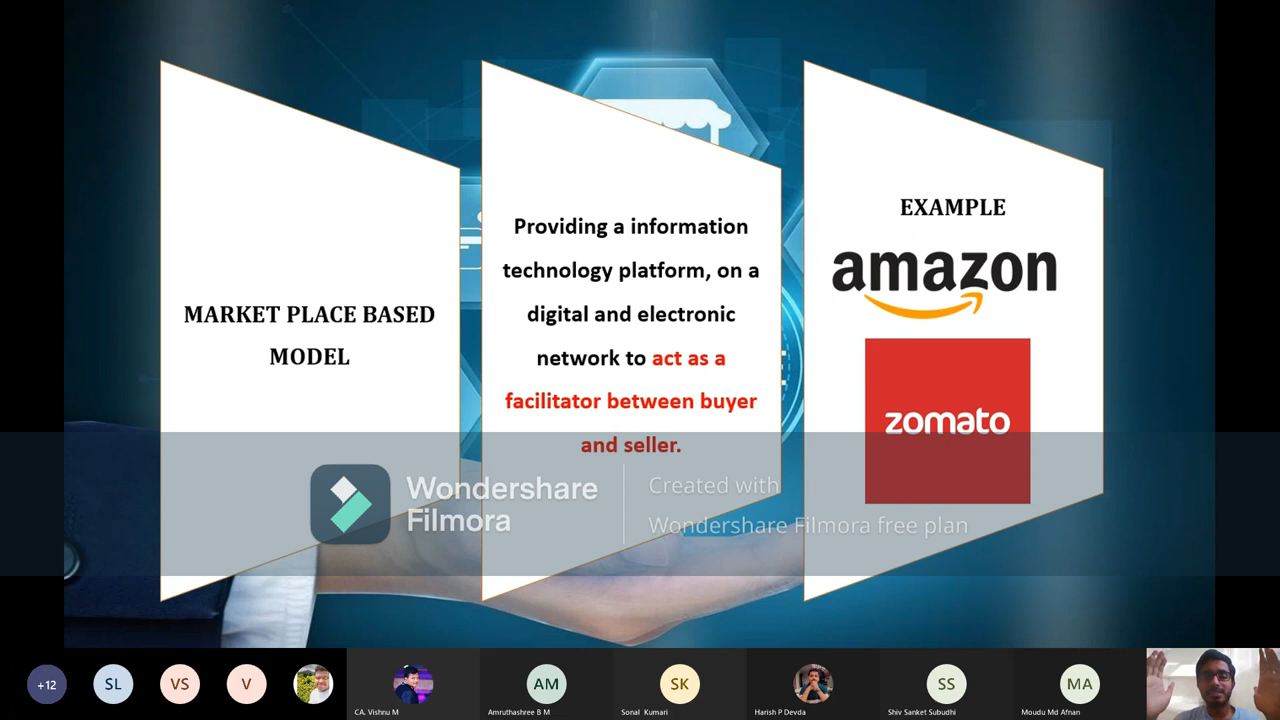 MARKET PLACE BASED
MODEL
Providing a information
technology platform, on a
digital and electronic
network to act as a
facilitator between buyer
and seller.
EXAMPLE
amazon
zomato
Wondershare
Filmora
Created with
Wondershare Filmora free plan
+12
SL
VS
V
CA. Vishnu M
AM
Amruthashree B M
SK
Sonal Kumari
Harish P Devda
SS
Shiv Sanket Subudhi
MA
Moudu Md Afnan